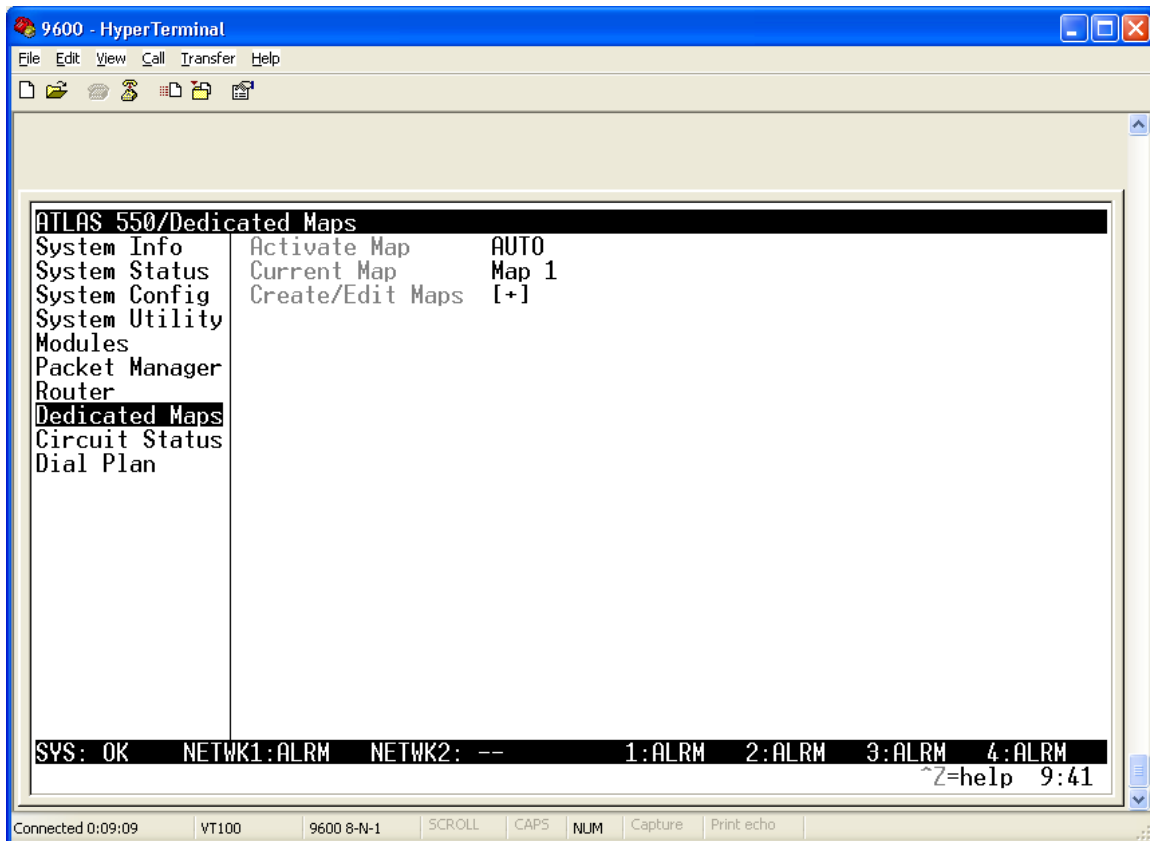 9600 - HyperTerminal
File Edit View Call Transfer Help
ATLAS 550/Dedicated Maps
System Info
System Status
System Config
System Utility
Modules
Packet Manager
Router
Dedicated Maps
Circuit Status
Dial Plan
Activate Map AUTO
Current Map Map 1
Create/Edit Maps [+]
SYS: OK NETWK1:ALRM NETWK2: -- 1:ALRM 2:ALRM 3:ALRM 4:ALRM
^Z=help 9:41
Connected 0:09:09 VT100 9600 8-N-1 SCROLL CAPS NUM Capture Print echo